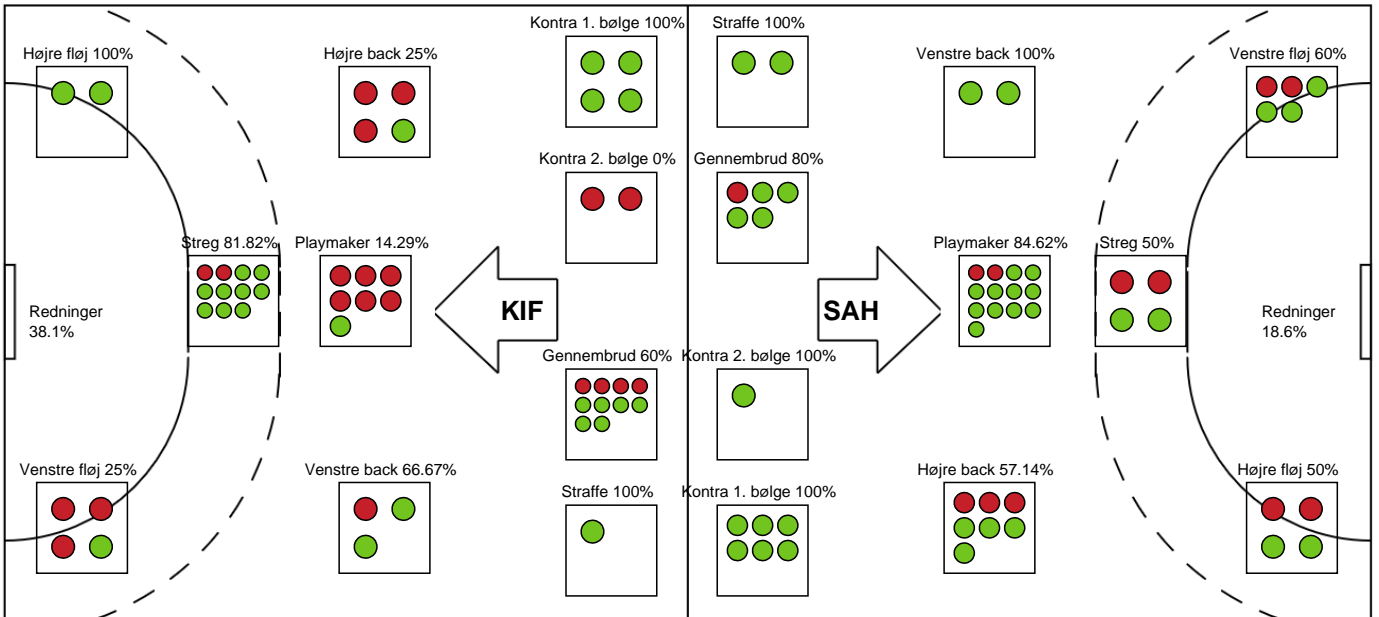 Kontra 1. bølge 100%
Straffe 100%
Højre fløj 100%
Højre back 25%
Venstre back 100%
Venstre fløj 60%
Kontra 2. bølge 0%
Gennembrud 80%
Streg 81.82%
Playmaker 14.29%
Playmaker 84.62%
Streg 50%
Redninger
38.1%
KIF
SAH
Redninger
18.6%
Gennembrud 60%
Kontra 2. bølge 100%
Venstre fløj 25%
Venstre back 66.67%
Straffe 100%
Kontra 1. bølge 100%
Højre back 57.14%
Højre fløj 50%